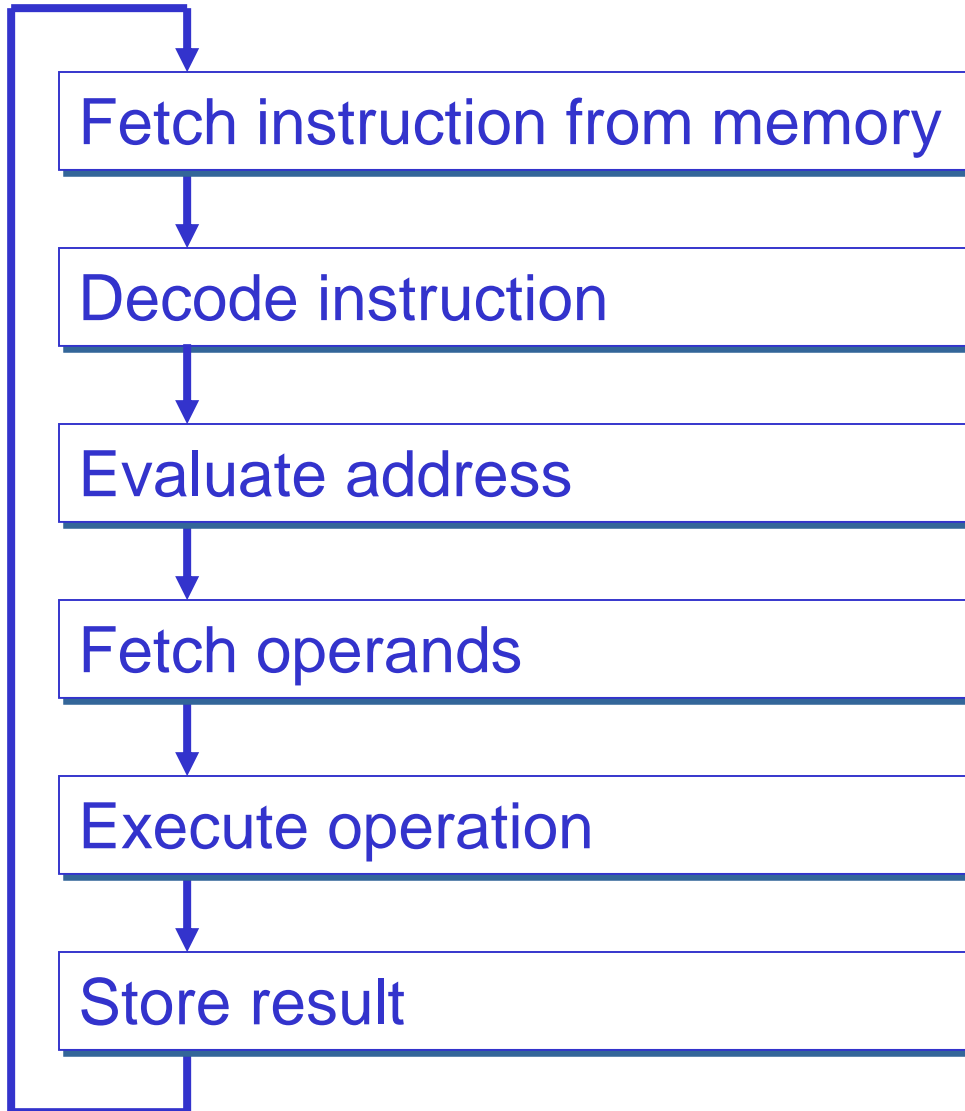 Fetch instruction from memory
Decode instruction
Evaluate address
Fetch operands
Execute operation
Store result